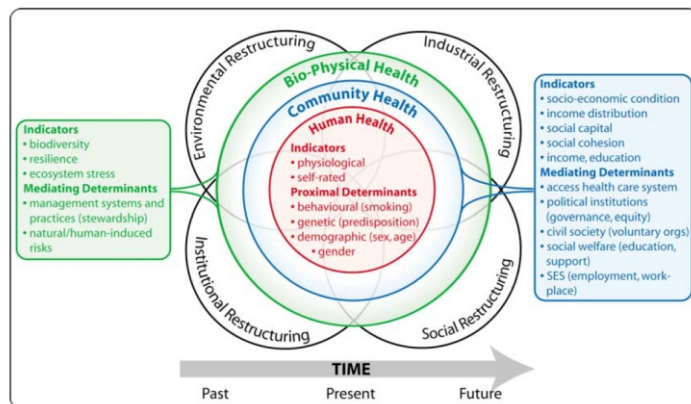 Environmental Restructuring
Industrial Restructuring
Bio-Physical Health
Community Health
Human Health
Indicators
• physiological
• self-rated
Proximal Determinants
• behavioural (smoking)
• genetic (predisposition)
• demographic (sex, age)
• gender
Indicators
• biodiversity
• resilience
• ecosystem stress
Mediating Determinants
• management systems and
practices (stewardship)
• natural/human-induced
risks
Indicators
• socio-economic condition
• income distribution
• social capital
• social cohesion
• income, education
Mediating Determinants
• access health care system
• political institutions
(governance, equity)
• civil society (voluntary orgs)
• social welfare (education,
support)
• SES (employment, work-
place)
Institutional Restructuring
Social Restructuring
TIME
Past Present Future